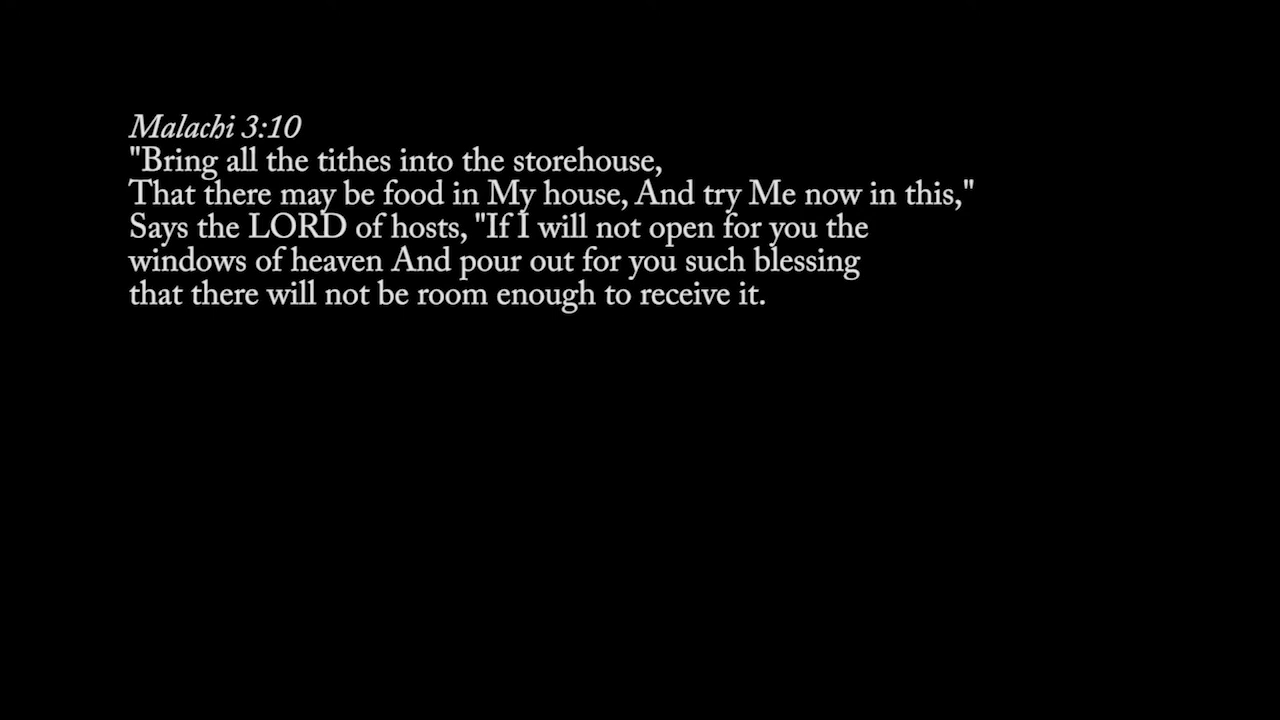 Malachi 3:10
"Bring all the tithes into the storehouse,
That there may be food in My house, And try Me now in this,"
Says the LORD of hosts, "If I will not open for you the
windows of heaven And pour out for you such blessing
that there will not be room enough to receive it.